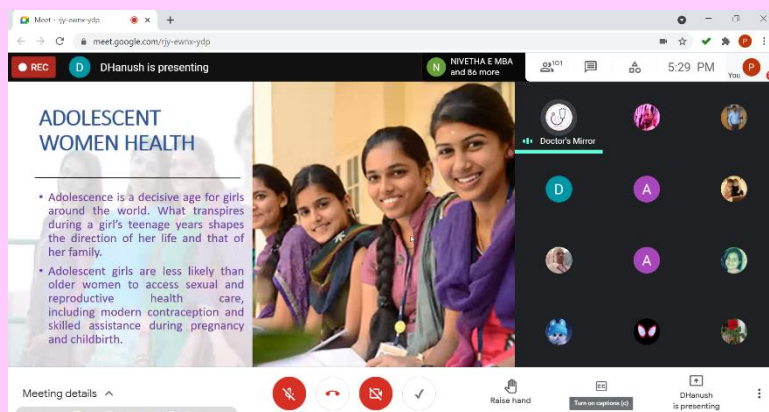 Meet - rjy-ewnx-ydp
meet.google.com/rjy-ewnx-ydp
P
REC
D
DHanush is presenting
N
NIVETHA E MBA
and 86 more
101
5:29 PM
You
P
ADOLESCENT
WOMEN HEALTH
• Adolescence is a decisive age for girls
around the world. What transpires
during a girl's teenage years shapes
the direction of her life and that of
her family.
• Adolescent girls are less likely than
older women to access sexual and
reproductive health care,
including modern contraception and
skilled assistance during pregnancy
and childbirth.
Doctor's Mirror
D
A
A
Meeting details
Raise hand
Turn on captions (c)
DHanush
is presenting